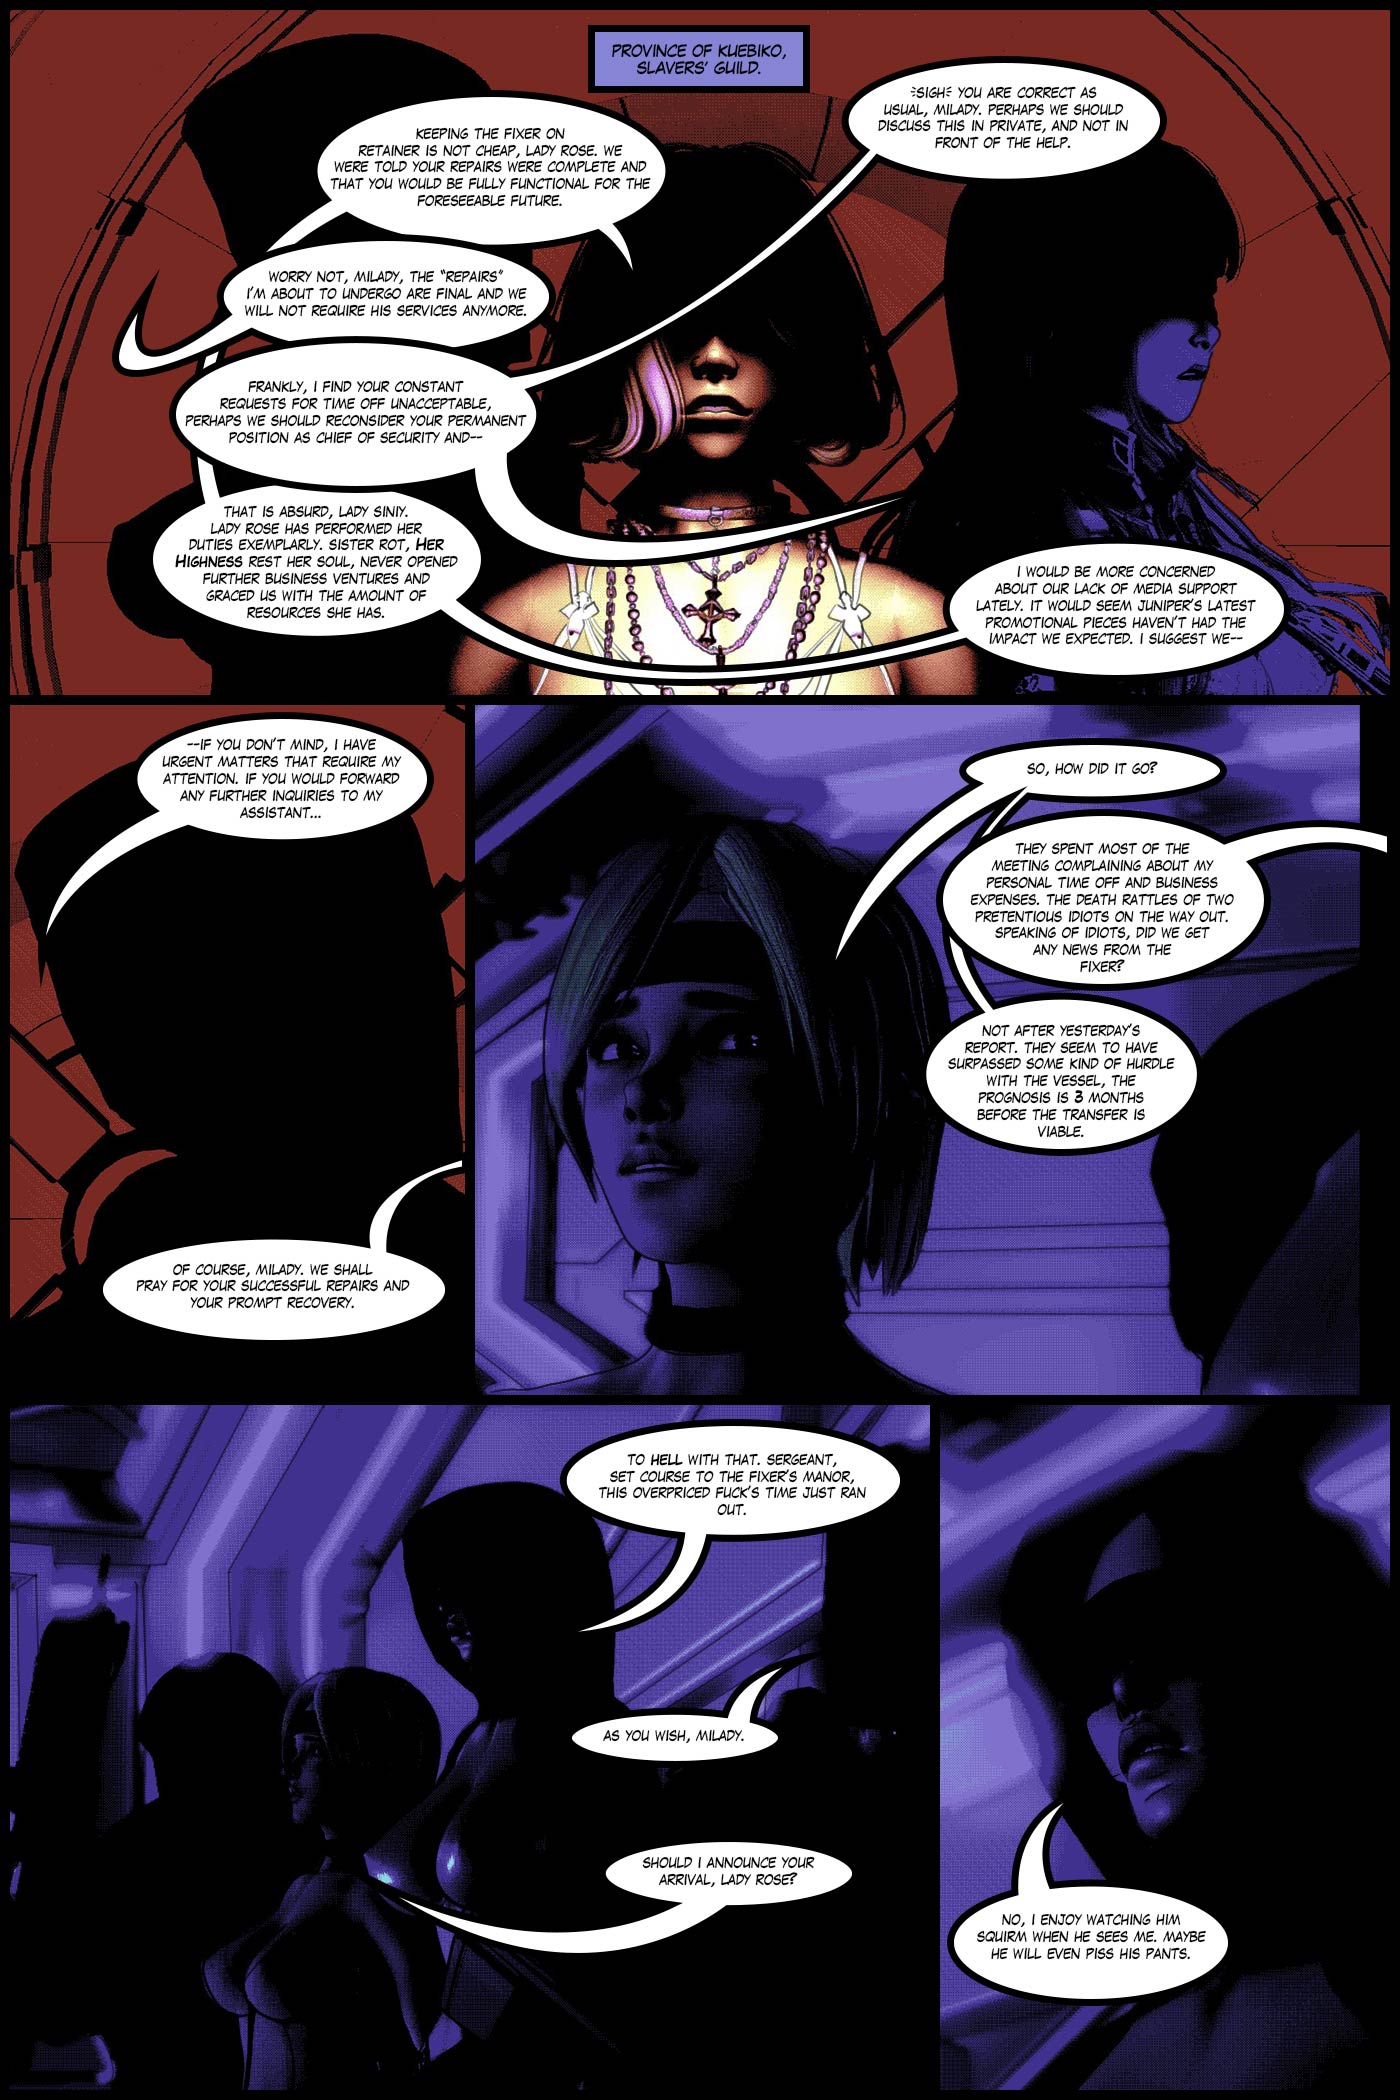 PROVINCE OF KUEBIKO,
SLAVERS' GUILD.
KEEPING THE FIXER ON
RETAINER IS NOT CHEAP, LADY ROSE. WE
WERE TOLD YOUR REPAIRS WERE COMPLETE AND
THAT YOU WOULD BE FULLY FUNCTIONAL FOR THE
FORESEEABLE FUTURE.
WORRY NOT, MILADY, THE "REPAIRS"
I'M ABOUT TO UNDERGO ARE FINAL AND WE
WILL NOT REQUIRE HIS SERVICES ANYMORE.
FRANKLY, I FIND YOUR CONSTANT
REQUESTS FOR TIME OFF UNACCEPTABLE,
PERHAPS WE SHOULD RECONSIDER YOUR PERMANENT
POSITION AS CHIEF OF SECURITY AND--
THAT IS ABSURD, LADY SINIY.
LADY ROSE HAS PERFORMED HER
DUTIES EXEMPLARLY. SISTER ROT, HER
HIGHNESS REST HER SOUL, NEVER OPENED
FURTHER BUSINESS VENTURES AND
GRACED US WITH THE AMOUNT OF
RESOURCES SHE HAS.
SIGH YOU ARE CORRECT AS
USUAL, MILADY. PERHAPS WE SHOULD
DISCUSS THIS IN PRIVATE, AND NOT IN
FRONT OF THE HELP.
I WOULD BE MORE CONCERNED
ABOUT OUR LACK OF MEDIA SUPPORT
LATELY. IT WOULD SEEM JUNIPER'S LATEST
PROMOTIONAL PIECES HAVEN'T HAD THE
IMPACT WE EXPECTED. I SUGGEST WE--
--IF YOU DON'T MIND, I HAVE
URGENT MATTERS THAT REQUIRE MY
ATTENTION. IF YOU WOULD FORWARD
ANY FURTHER INQUIRIES TO MY
ASSISTANT...
OF COURSE, MILADY. WE SHALL
PRAY FOR YOUR SUCCESSFUL REPAIRS AND
YOUR PROMPT RECOVERY.
SO, HOW DID IT GO?
THEY SPENT MOST OF THE
MEETING COMPLAINING ABOUT MY
PERSONAL TIME OFF AND BUSINESS
EXPENSES. THE DEATH RATTLES OF TWO
PRETENTIOUS IDIOTS ON THE WAY OUT.
SPEAKING OF IDIOTS, DID WE GET
ANY NEWS FROM THE
FIXER?
NOT AFTER YESTERDAY'S
REPORT. THEY SEEM TO HAVE
SURPASSED SOME KIND OF HURDLE
WITH THE VESSEL, THE
PROGNOSIS IS 3 MONTHS
BEFORE THE TRANSFER IS
VIABLE.
TO HELL WITH THAT. SERGEANT,
SET COURSE TO THE FIXER'S MANOR,
THIS OVERPRICED FUCK'S TIME JUST RAN
OUT.
AS YOU WISH, MILADY.
SHOULD I ANNOUNCE YOUR
ARRIVAL, LADY ROSE?
NO, I ENJOY WATCHING HIM
SQUIRM WHEN HE SEES ME. MAYBE
HE WILL EVEN PISS HIS PANTS.